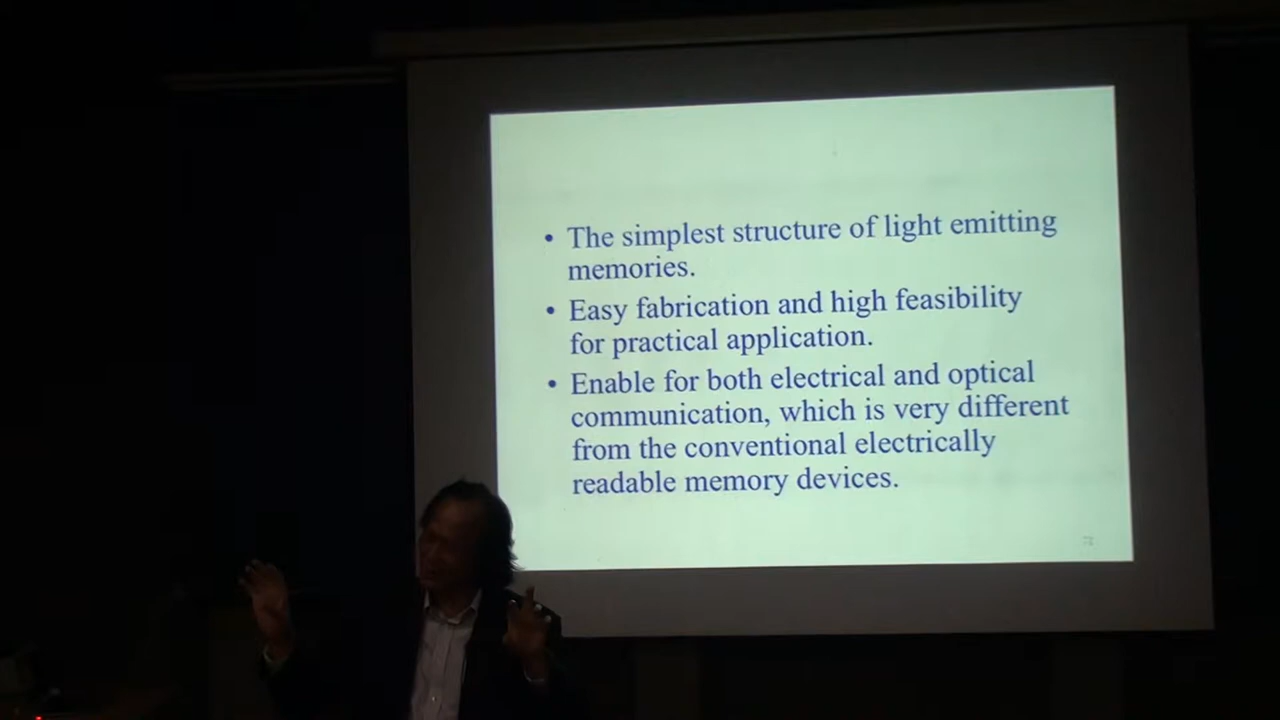 • The simplest structure of light emitting
memories.
• Easy fabrication and high feasibility
for practical application.
• Enable for both electrical and optical
communication, which is very different
from the conventional electrically
readable memory devices.